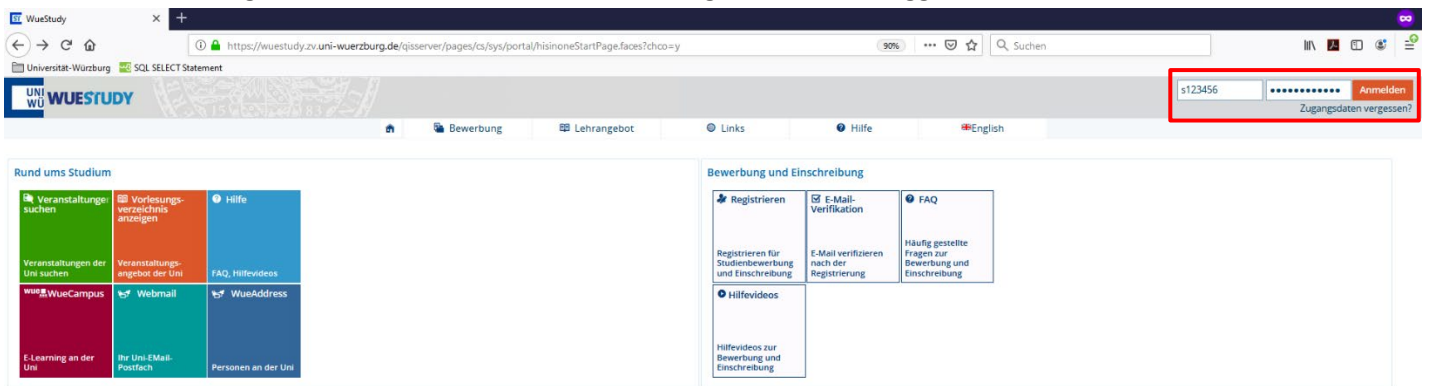 WueStudy
https://wuestudy.zv.uni-wuerzburg.de/qisserver/pages/cs/sys/portal/hisinoneStartPage.faces?chco=y
90%
Suchen
Universität-Würzburg
SQL SELECT Statement
UNI WÜ WUESTUDY
s123456
Anmelden
Zugangsdaten vergessen?
Bewerbung
Lehrangebot
Links
Hilfe
English
Rund ums Studium
Veranstaltungen
suchen
Veranstaltungen der
Uni suchen
Vorlesungs-
verzeichnis
anzeigen
Veranstaltungs-
angebot der Uni
Hilfe
FAQ, Hilfevideos
wue WueCampus
E-Learning an der
Uni
Webmail
Ihr Uni-EMail-
Postfach
WueAddress
Personen an der Uni
Bewerbung und Einschreibung
Registrieren
Registrieren für
Studienbewerbung
und Einschreibung
E-Mail-
Verifikation
E-Mail verifizieren
nach der
Registrierung
FAQ
Häufig gestellte
Fragen zur
Bewerbung und
Einschreibung
Hilfevideos
Hilfevideos zur
Bewerbung und
Einschreibung